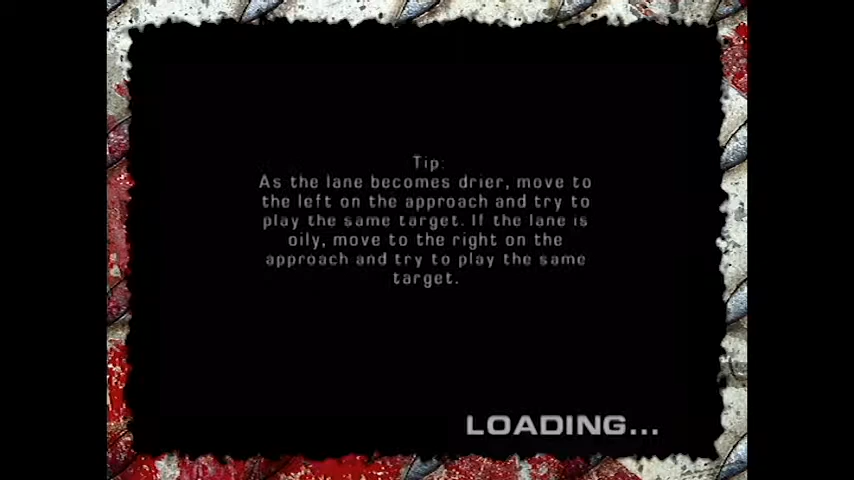 Tip:
As the lane becomes drier, move to
the left on the approach and try to
play the same target. If the lane is
oily, move to the right on the
approach and try to play the same
target.
LOADING...